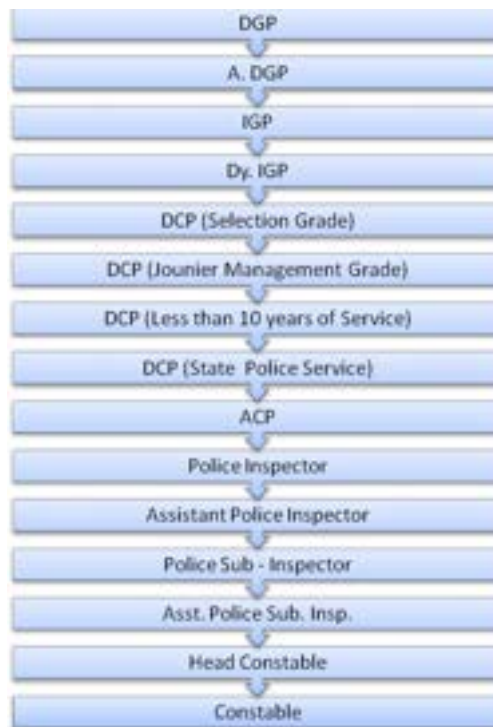 DGP
A. DGP
IGP
Dy. IGP
DCP (Selection Grade)
DCP (Jounier Management Grade)
DCP (Less than 10 years of Service)
DCP (State Police Service)
ACP
Police Inspector
Assistant Police Inspector
Police Sub - Inspector
Asst. Police Sub. Insp.
Head Constable
Constable